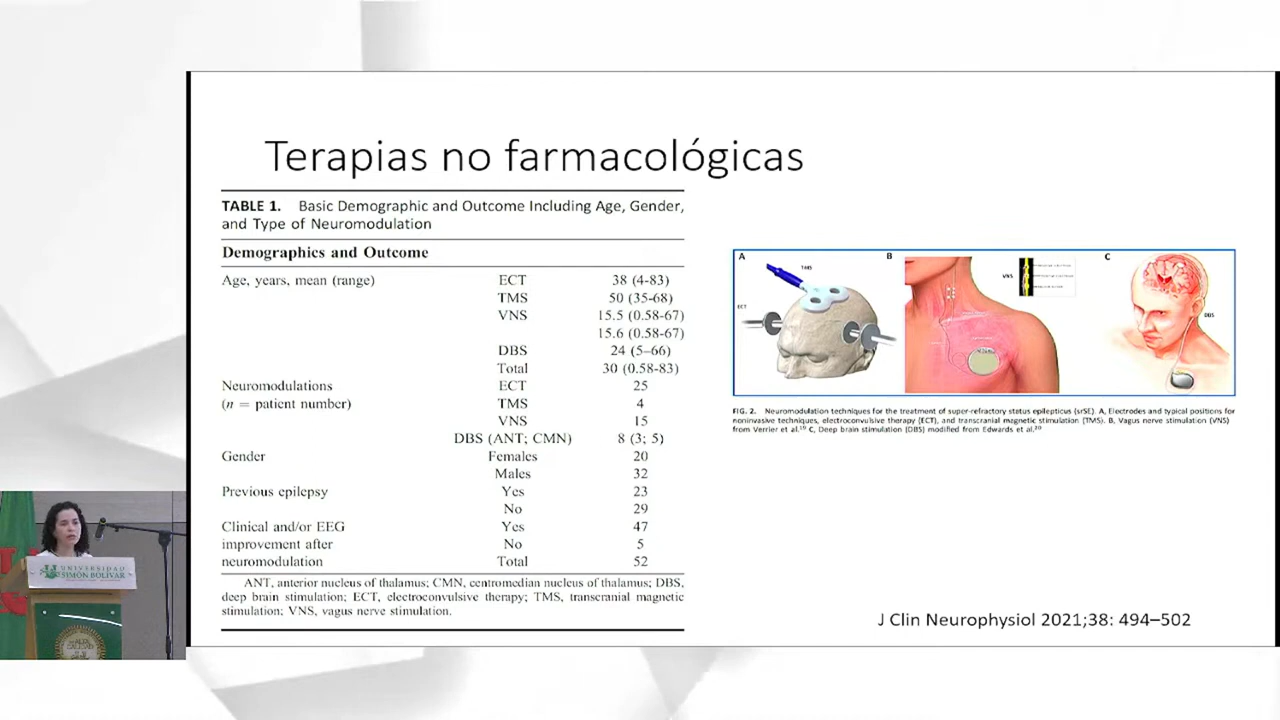 Terapias no farmacológicas
TABLE 1. Basic Demographic and Outcome Including Age, Gender,
and Type of Neuromodulation
Demographics and Outcome
Age, years, mean (range) ECT 38 (4-83)
TMS 50 (35-68)
VNS 15.5 (0.58-67)
15.6 (0.58-67)
DBS 24 (5–66)
Total 30 (0.58-83)
Neuromodulations ECT 25
(n = patient number) TMS 4
VNS 15
DBS (ANT; CMN) 8 (3; 5)
Gender Females 20
Males 32
Previous epilepsy Yes 23
No 29
Clinical and/or EEG Yes 47
improvement after No 5
neuromodulation Total 52
ANT, anterior nucleus of thalamus; CMN, centromedian nucleus of thalamus; DBS,
deep brain stimulation; ECT, electroconvulsive therapy; TMS, transcranial magnetic
stimulation; VNS, vagus nerve stimulation.
A
TMS
ECT
B
VNS
C
DBS
FIG. 2. Neuromodulation techniques for the treatment of super-refractory status epilepticus (srSE). A, Electrodes and typical positions for
noninvasive techniques, electroconvulsive therapy (ECT), and transcranial magnetic stimulation (TMS). B, Vagus nerve stimulation (VNS)
from Verrier et al.¹⁹ C, Deep brain stimulation (DBS) modified from Edwards et al.²⁰
J Clin Neurophysiol 2021;38: 494–502
UNIVERSIDAD
SIMÓN BOLÍVAR